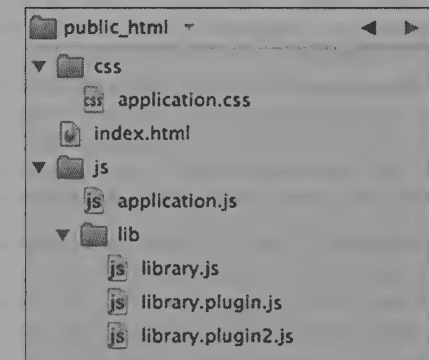 public_html
css
application.css
index.html
js
application.js
lib
library.js
library.plugin.js
library.plugin2.js